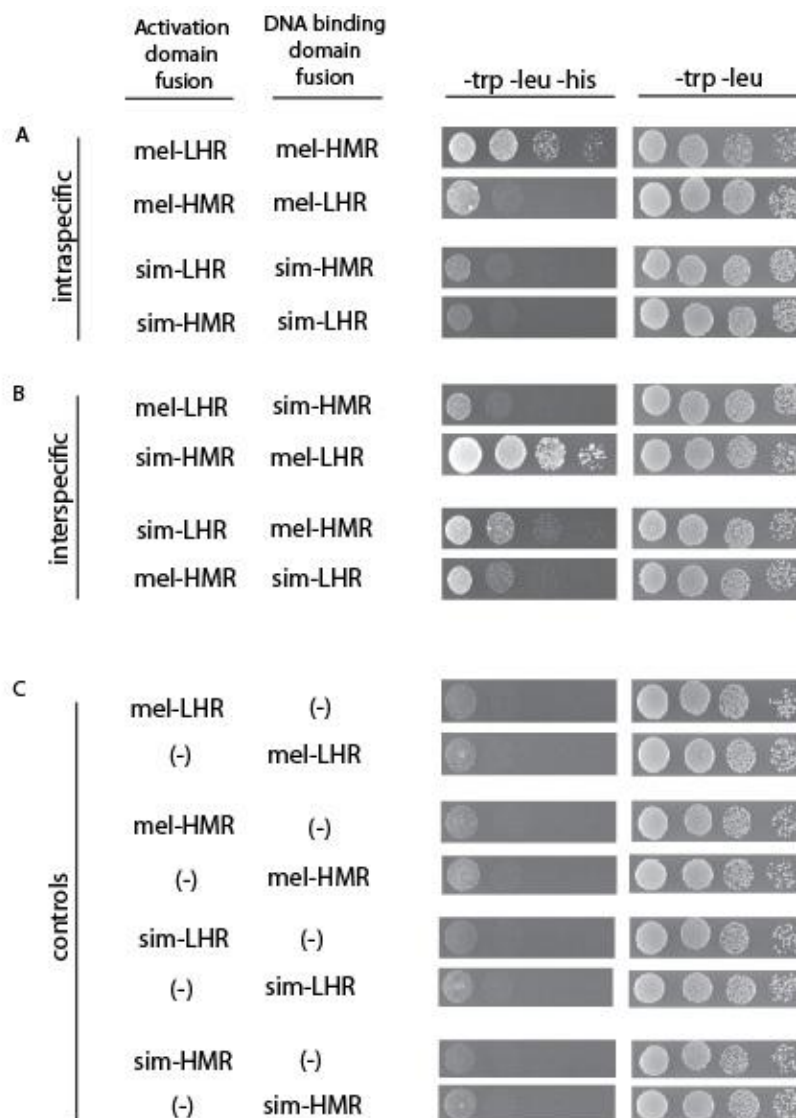 Activation domain fusion
DNA binding domain fusion
-trp -leu -his
-trp -leu
A
intraspecific
mel-LHR mel-HMR
mel-HMR mel-LHR
sim-LHR sim-HMR
sim-HMR sim-LHR
B
interspecific
mel-LHR sim-HMR
sim-HMR mel-LHR
sim-LHR mel-HMR
mel-HMR sim-LHR
C
controls
mel-LHR (-)
(-) mel-LHR
mel-HMR (-)
(-) mel-HMR
sim-LHR (-)
(-) sim-LHR
sim-HMR (-)
(-) sim-HMR